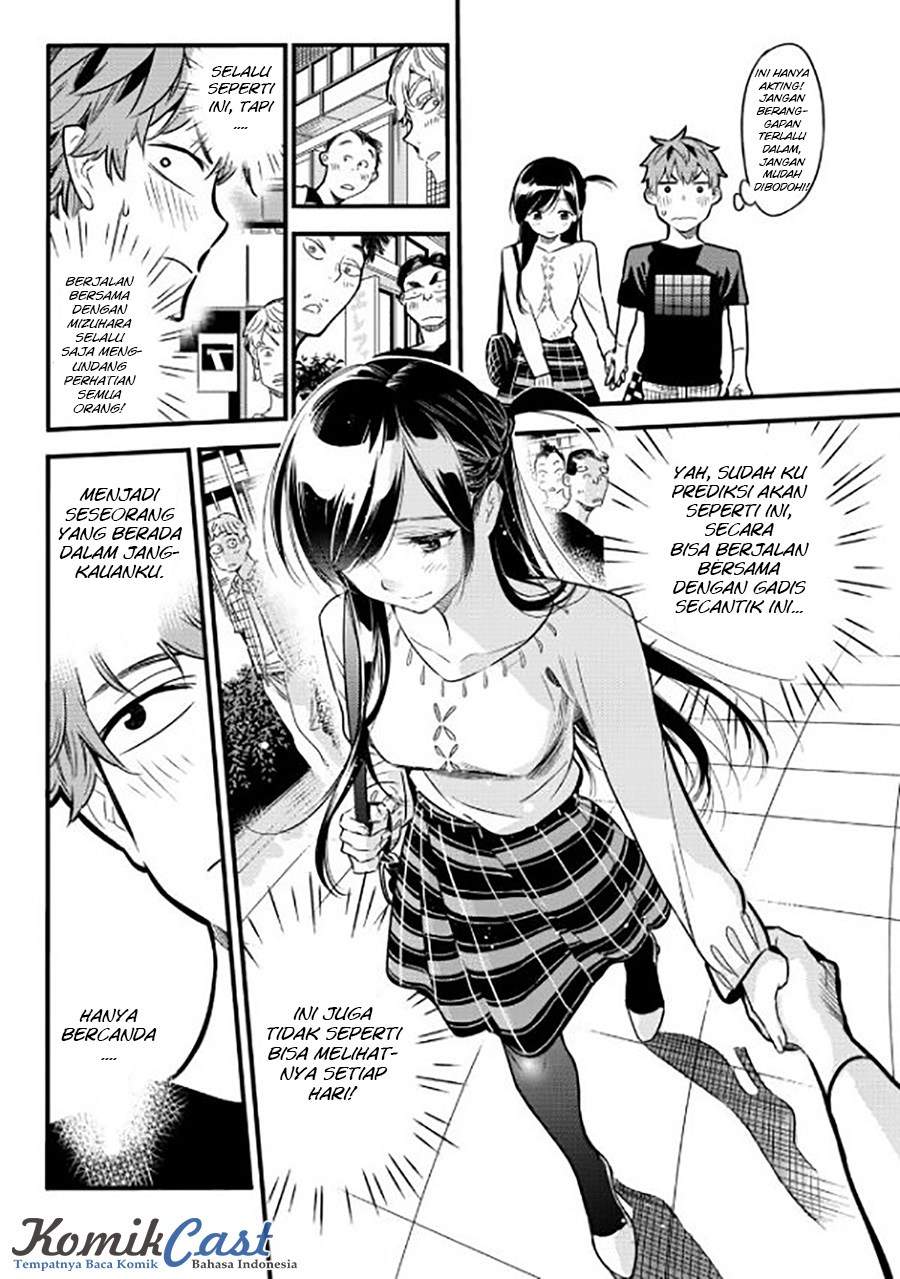 INI HANYA
AKTING!
JANGAN
BERANG-
GAPAN
TERLALU
DALAM,
JANGAN
MUDAH
DIBODOHI!!
SELALU
SEPERTI
INI, TAPI
....
BERJALAN
BERSAMA
DENGAN
MIZUHARA
SELALU
SAJA MENG-
UNDANG
PERHATIAN
SEMUA
ORANG!
YAH, SUDAH KU
PREDIKSI AKAN
SEPERTI INI,
SECARA
BISA BERJALAN
BERSAMA
DENGAN GADIS
SECANTIK INI...
INI JUGA
TIDAK SEPERTI
BISA MELIHAT-
NYA SETIAP
HARI!
MENJADI
SESEORANG
YANG BERADA
DALAM JANG-
KAUANKU.
HANYA
BERCANDA
....
KomikCast
Tempatnya Baca Komik Bahasa Indonesia